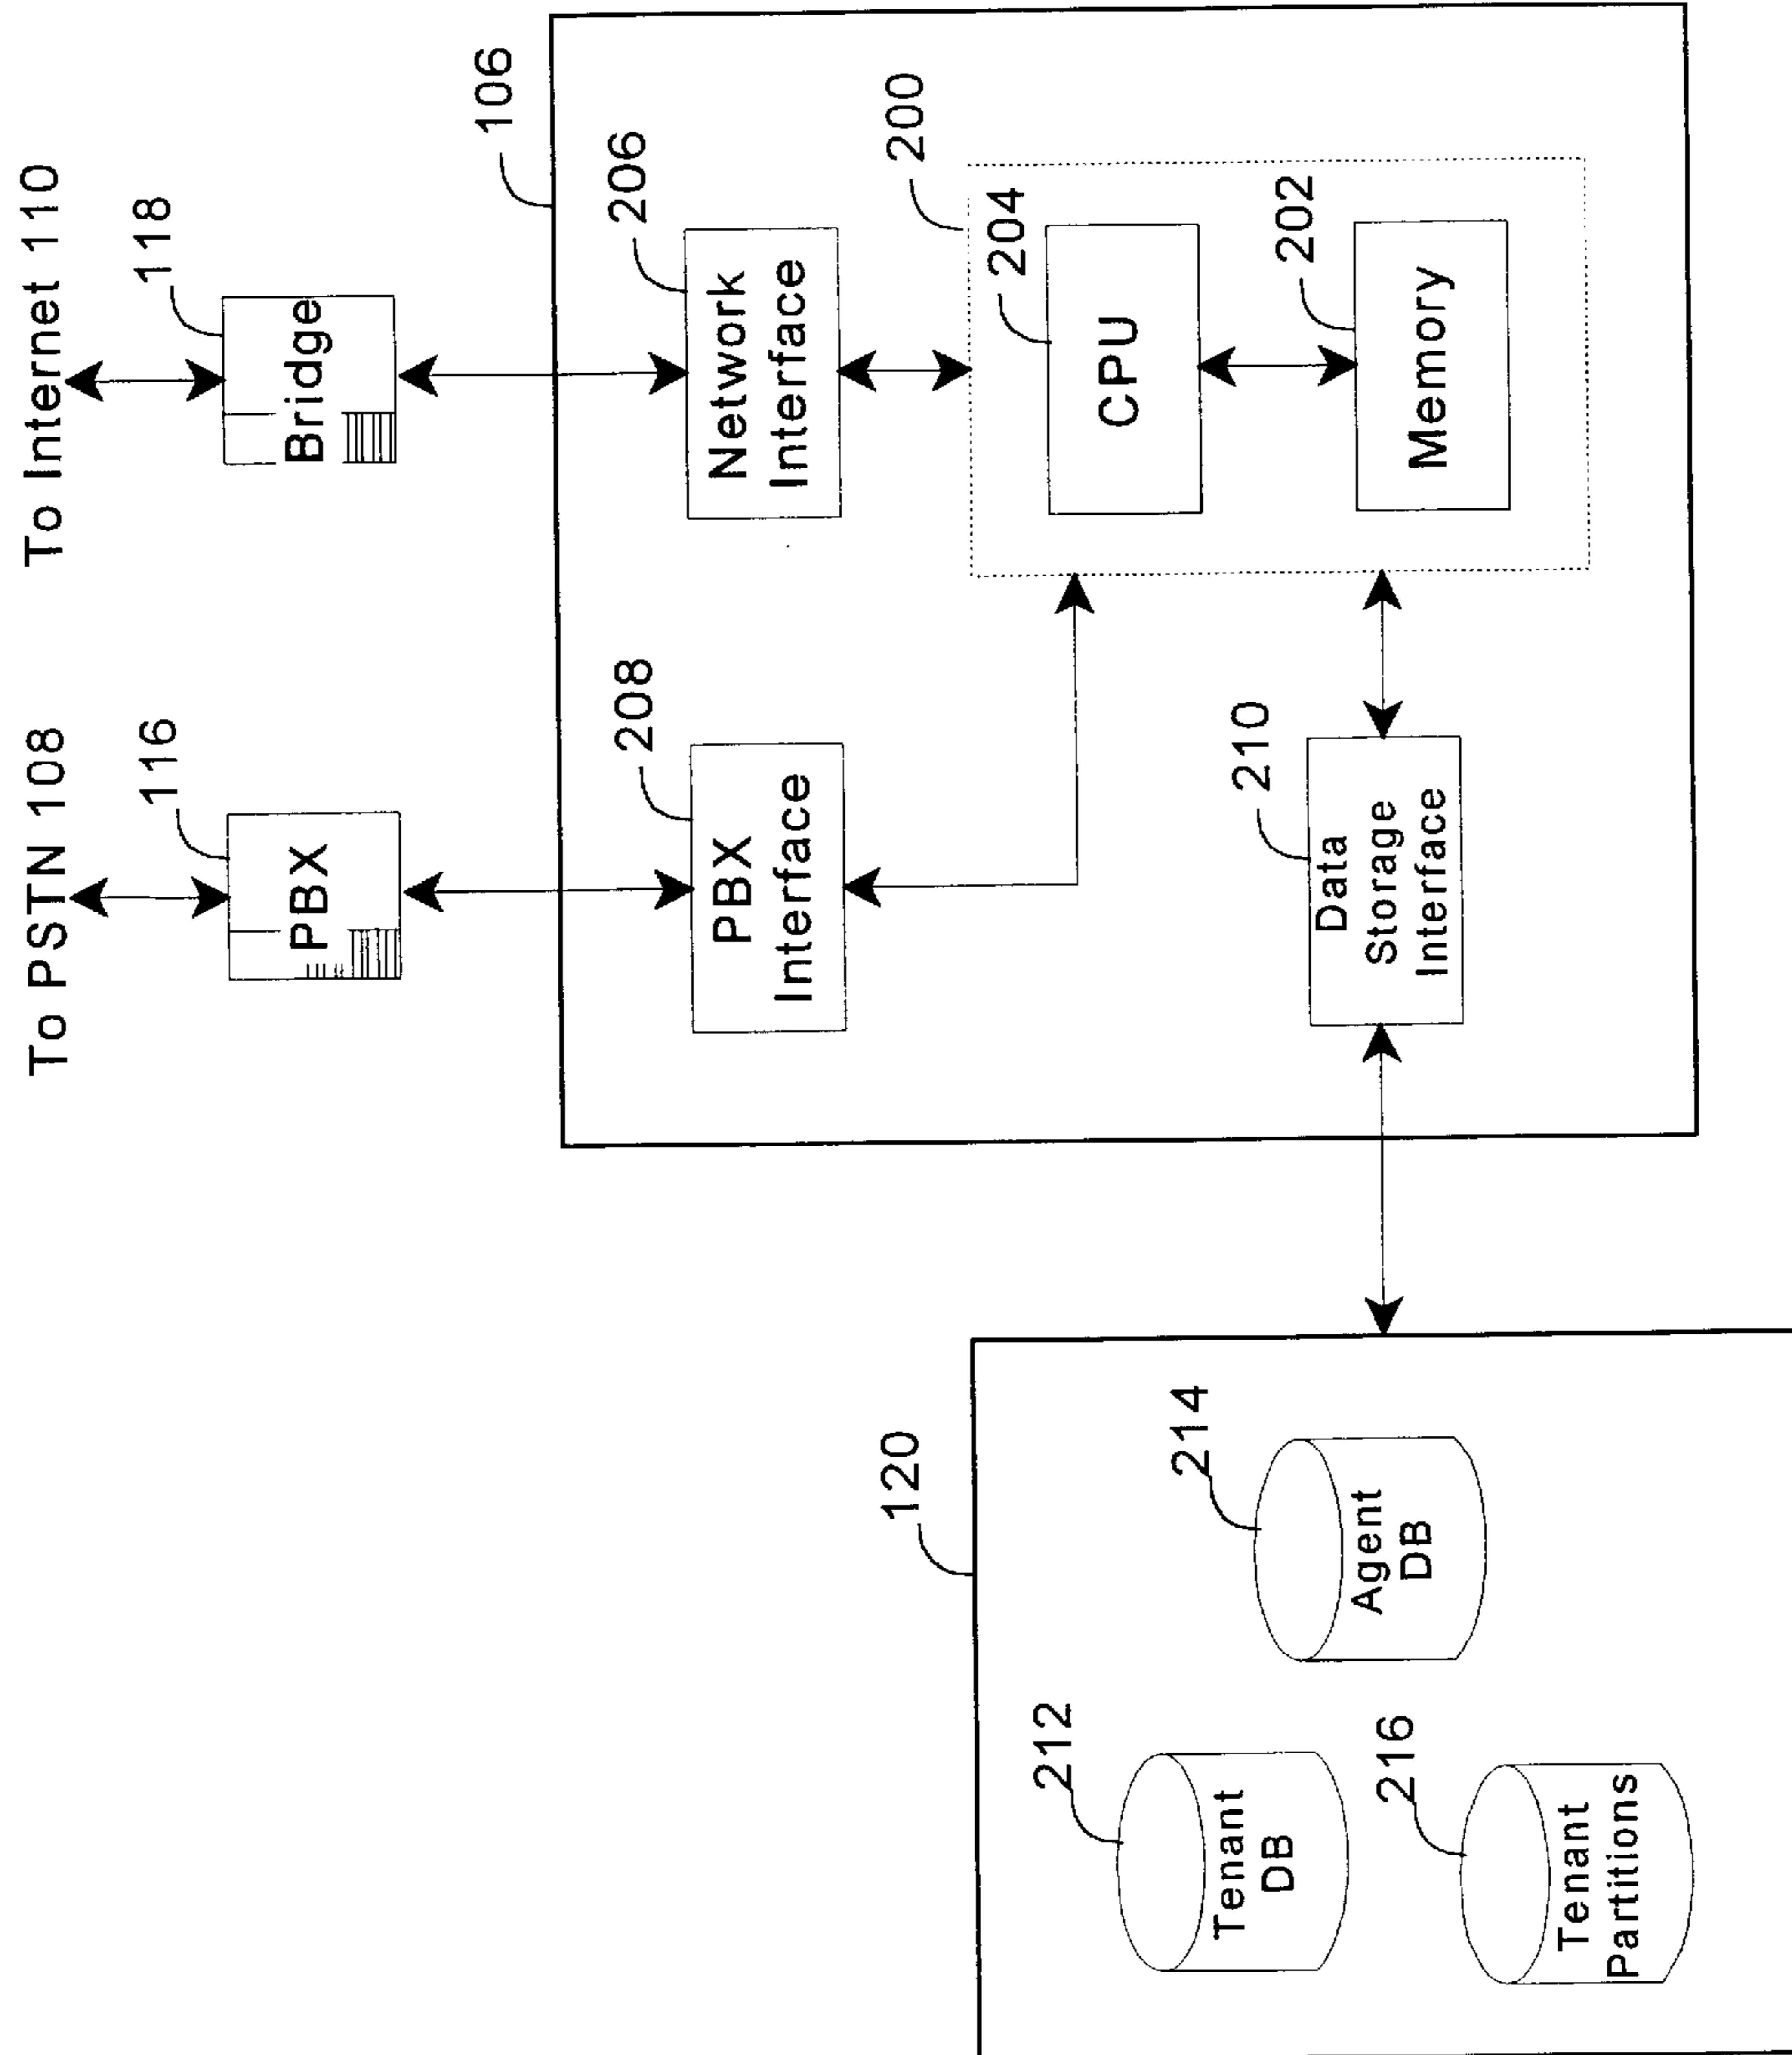 To PSTN 108
To Internet 110
116
118
PBX
Bridge
106
208
206
PBX
Interface
Network
Interface
200
204
CPU
202
Memory
210
Data
Storage
Interface
120
212
214
Tenant
DB
Agent
DB
216
Tenant
Partitions